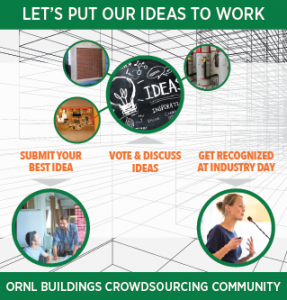 LET'S PUT OUR IDEAS TO WORK
IDEAS
SUBMIT YOUR
BEST IDEA
VOTE & DISCUSS
IDEAS
GET RECOGNIZED
AT INDUSTRY DAY
ORNL BUILDINGS CROWDSOURCING COMMUNITY